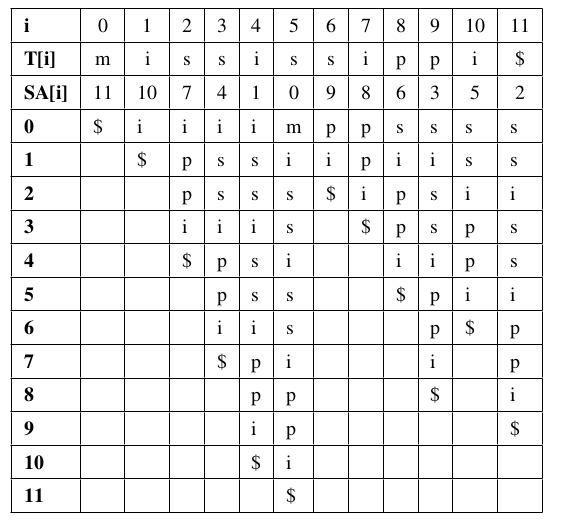 i 0 1 2 3 4 5 6 7 8 9 10 11
T[i] m i s s i s s i p p i $
SA[i] 11 10 7 4 1 0 9 8 6 3 5 2
0 $ i i i i m p p s s s s
1 $ p s s i i p i i s s
2 p s s s $ i p s i i
3 i i i s $ p s p s
4 $ p s i i i p s
5 p s s $ p i i
6 i i s p $ p
7 $ p i i p
8 p p $ i
9 i p $
10 $ i
11 $